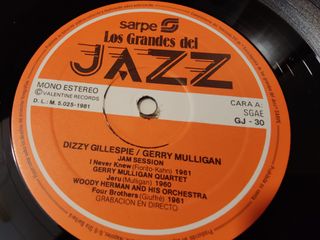 sarpe
Los Grandes del
JAZZ
MONO ESTEREO
© VALENTINE RECORDS
D. L.: M. 5.025-1981
CARA A:
SGAE
GJ - 30
DIZZY GILLESPIE / GERRY MULLIGAN
JAM SESSION
I Never Knew (Fiorito-Kahn) 1961
GERRY MULLIGAN QUARTET
Jeru (Mulligan) 1960
WOODY HERMAN AND HIS ORCHESTRA
Four Brothers (Giuffré) 1961
GRABACION EN DIRECTO